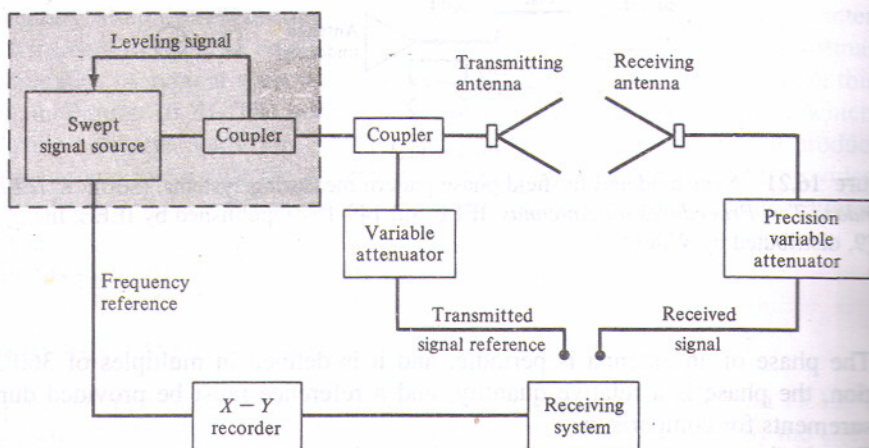 Leveling signal
Swept
signal source
Coupler
Coupler
Transmitting
antenna
Receiving
antenna
Variable
attenuator
Precision
variable
attenuator
Frequency
reference
Transmitted
signal reference
Received
signal
X – Y
recorder
Receiving
system